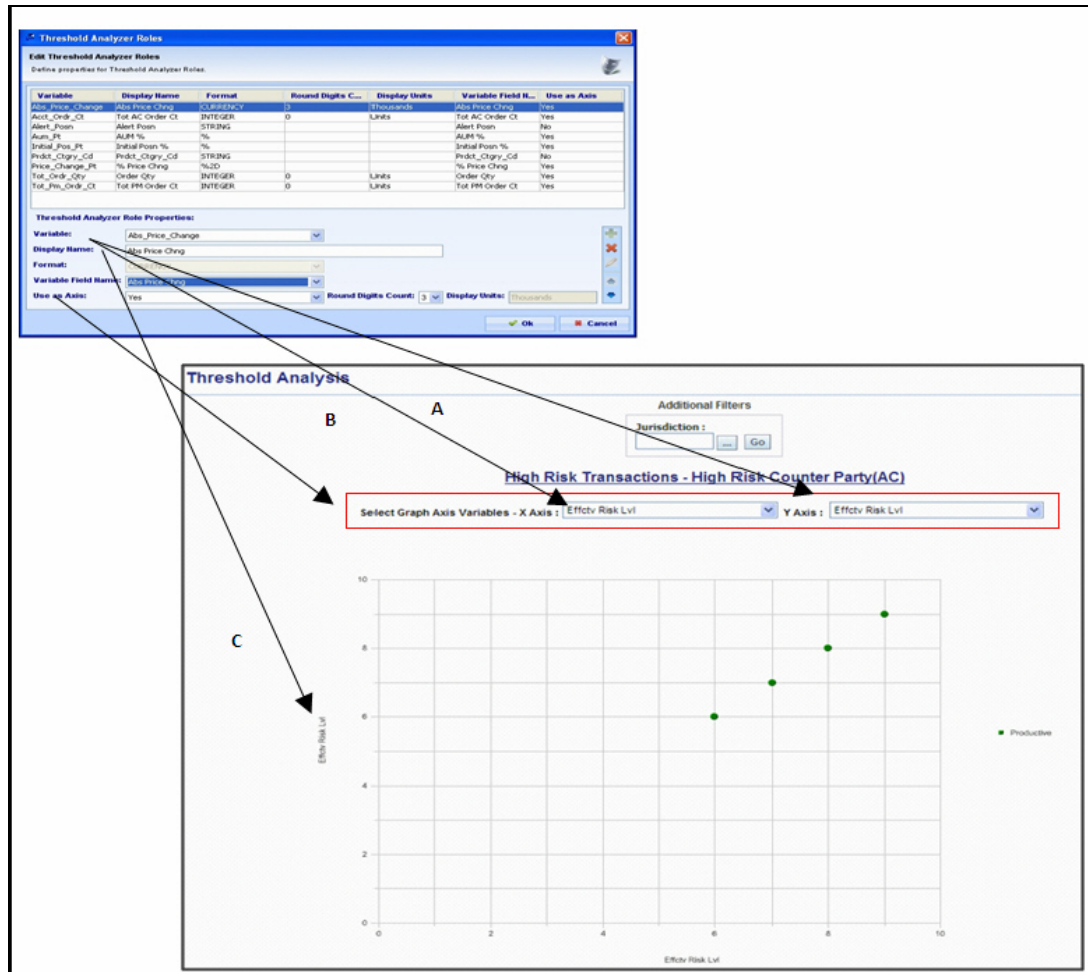 Threshold Analyzer Roles
Edit Threshold Analyzer Roles
Define properties for Threshold Analyzer Roles.
Variable Display Name Format Round Digits C... Display Units Variable Field N... Use as Axis
Abs_Price_Change Abs Price Chng CURRENCY 3 Thousands Abs Price Chng Yes
Acct_Ordr_Ct Tot AC Order Ct INTEGER 0 Units Tot AC Order Ct Yes
Alert_Posn Alert Posn STRING Alert Posn No
Aum_Pt AUM % % AUM % Yes
Initial_Pos_Pt Initial Posn % % Initial Posn % Yes
Prdct_Ctgry_Cd Prdct_Ctgry_Cd STRING Prdct_Ctgry_Cd No
Price_Change_Pt % Price Chng %2D % Price Chng Yes
Tot_Ordr_Qty Order Qty INTEGER 0 Units Order Qty Yes
Tot_Pm_Ordr_Ct Tot PM Order Ct INTEGER 0 Units Tot PM Order Ct Yes
Threshold Analyzer Role Properties:
Variable: Abs_Price_Change
Display Name: Abs Price Chng
Format: CURRENCY
Variable Field Name: Abs Price Chng
Use as Axis: Yes Round Digits Count: 3 Display Units: Thousands
Ok Cancel
Threshold Analysis
A
B
C
Additional Filters
Jurisdiction :
... Go
High Risk Transactions - High Risk Counter Party(AC)
Select Graph Axis Variables - X Axis : Effctv Risk Lvl Y Axis : Effctv Risk Lvl
10
8
6
4
2
0
Effctv Risk Lvl
Productive
0 2 4 6 8 10
Effctv Risk Lvl